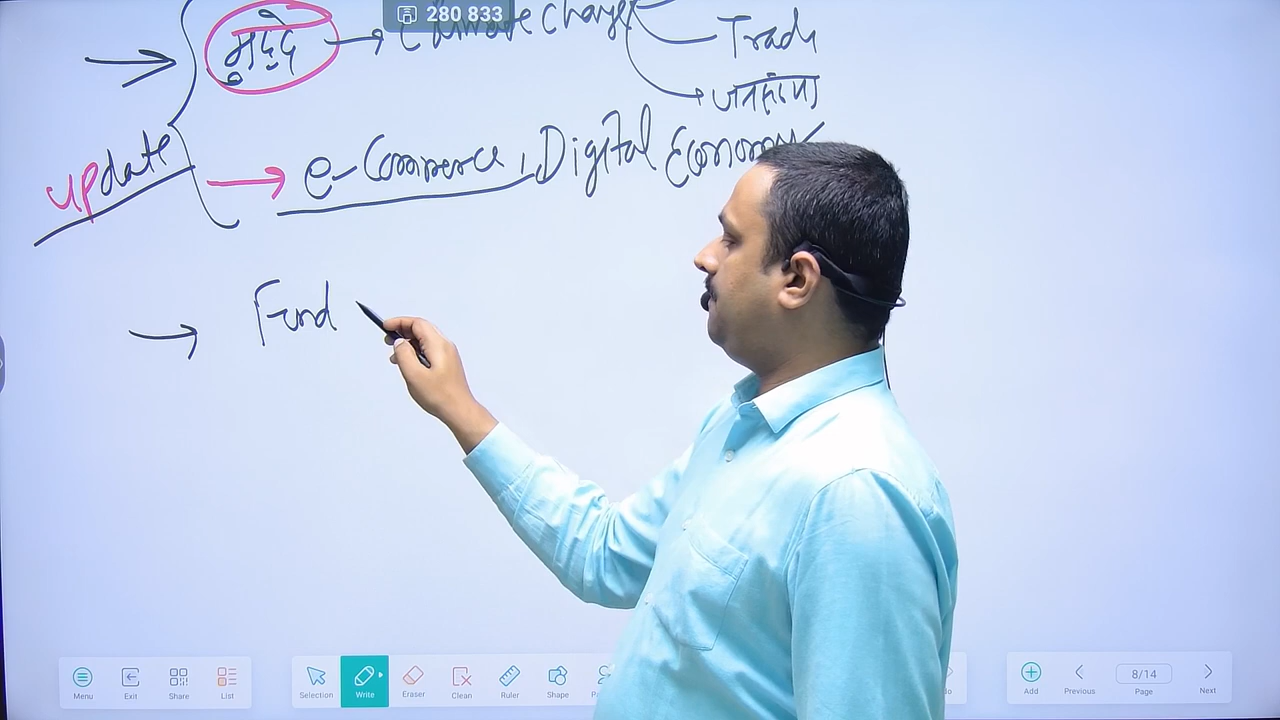 280 833
मुद्दे → Climate change
Trade
जनसंख्या
update → e-Commerce, Digital Economy
→ Fund
Menu Exit Share List Selection Write Eraser Clean Ruler Shape Add Previous 8/14 Page Next